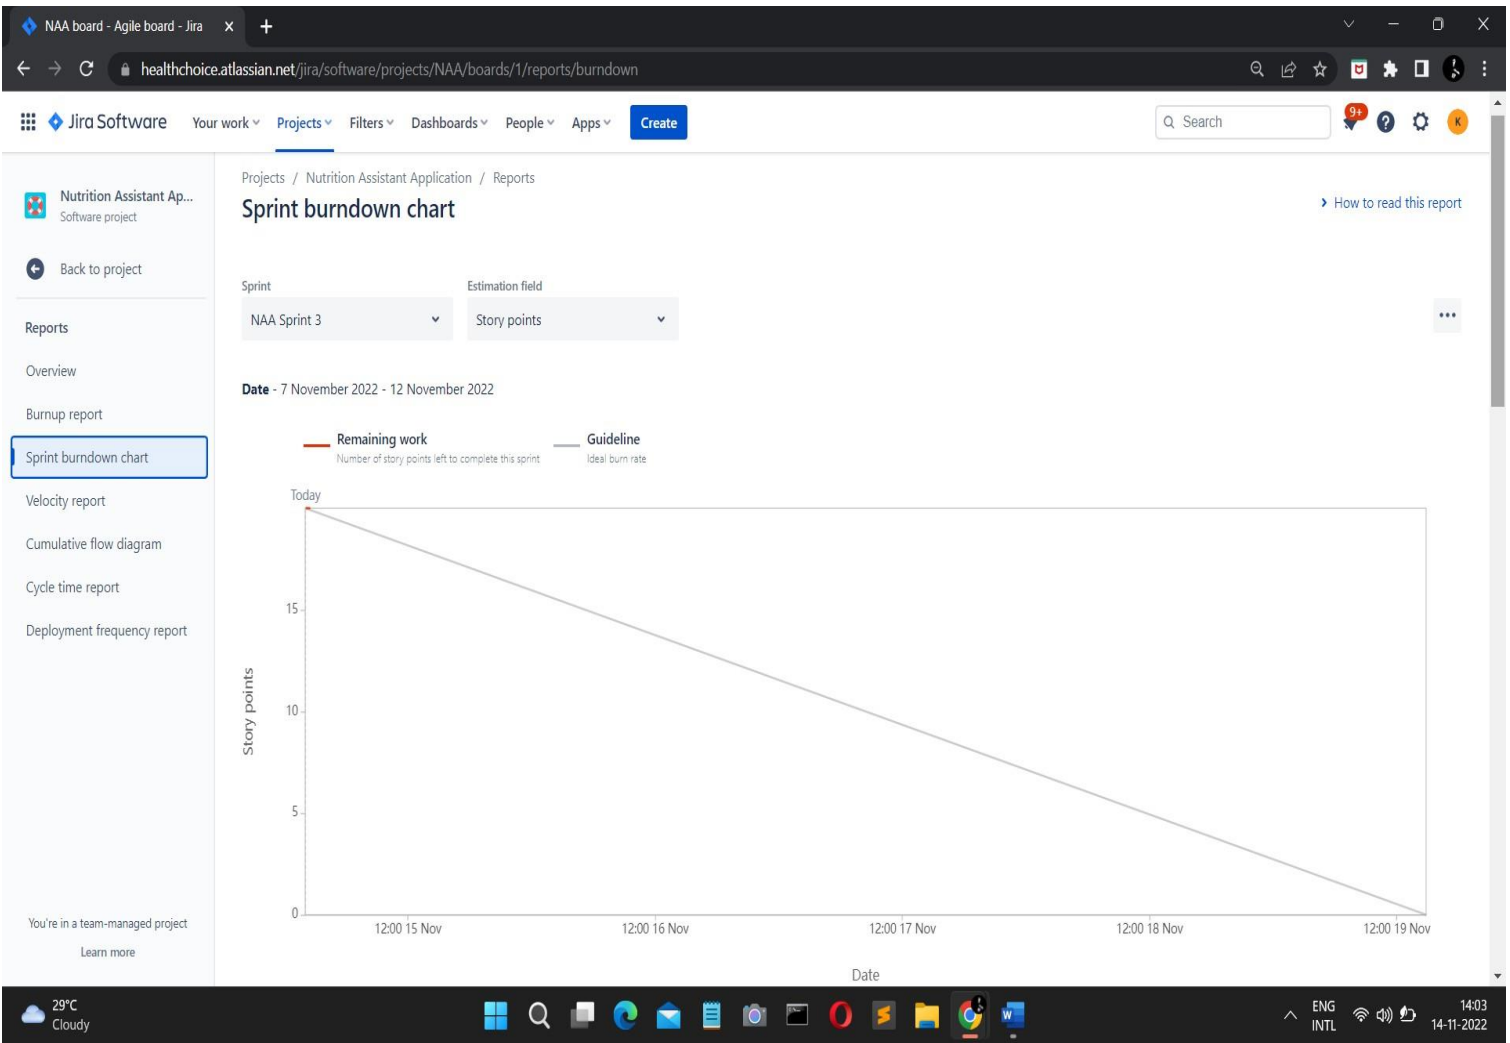 NAA board - Agile board - Jira
healthchoice.atlassian.net/jira/software/projects/NAA/boards/1/reports/burndown
Jira Software Your work Projects Filters Dashboards People Apps Create Search 9+ K
Nutrition Assistant Ap...
Software project
Back to project
Reports
Overview
Burnup report
Sprint burndown chart
Velocity report
Cumulative flow diagram
Cycle time report
Deployment frequency report
You're in a team-managed project
Learn more
Projects / Nutrition Assistant Application / Reports
Sprint burndown chart
How to read this report
Sprint Estimation field
NAA Sprint 3 Story points
Date - 7 November 2022 - 12 November 2022
Remaining work Guideline
Number of story points left to complete this sprint Ideal burn rate
Today
15
10
5
0
Story points
12:00 15 Nov 12:00 16 Nov 12:00 17 Nov 12:00 18 Nov 12:00 19 Nov
Date
29°C
Cloudy
ENG
INTL
14:03
14-11-2022